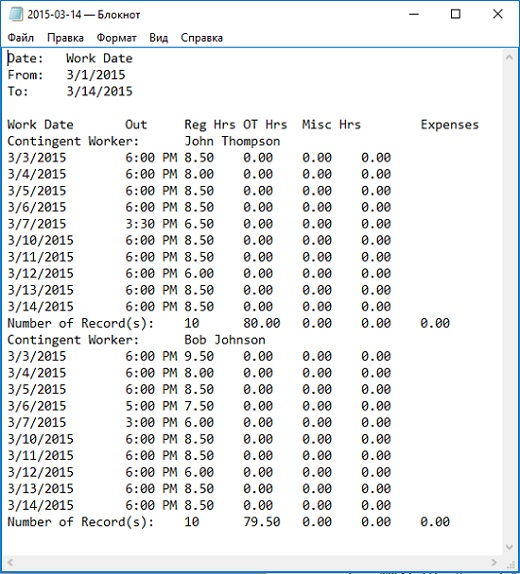 2015-03-14 — Блокнот
Файл Правка Формат Вид Справка
Date: Work Date
From: 3/1/2015
To: 3/14/2015
Work Date Out Reg Hrs OT Hrs Misc Hrs Expenses
Contingent Worker: John Thompson
3/3/2015 6:00 PM 8.50 0.00 0.00 0.00
3/4/2015 6:00 PM 8.00 0.00 0.00 0.00
3/5/2015 6:00 PM 8.50 0.00 0.00 0.00
3/6/2015 6:00 PM 8.50 0.00 0.00 0.00
3/7/2015 3:30 PM 6.50 0.00 0.00 0.00
3/10/2015 6:00 PM 8.50 0.00 0.00 0.00
3/11/2015 6:00 PM 8.50 0.00 0.00 0.00
3/12/2015 6:00 PM 6.00 0.00 0.00 0.00
3/13/2015 6:00 PM 8.50 0.00 0.00 0.00
3/14/2015 6:00 PM 8.50 0.00 0.00 0.00
Number of Record(s): 10 80.00 0.00 0.00 0.00
Contingent Worker: Bob Johnson
3/3/2015 6:00 PM 9.50 0.00 0.00 0.00
3/4/2015 6:00 PM 8.00 0.00 0.00 0.00
3/5/2015 6:00 PM 8.50 0.00 0.00 0.00
3/6/2015 5:00 PM 7.50 0.00 0.00 0.00
3/7/2015 3:00 PM 6.00 0.00 0.00 0.00
3/10/2015 6:00 PM 8.50 0.00 0.00 0.00
3/11/2015 6:00 PM 8.50 0.00 0.00 0.00
3/12/2015 6:00 PM 6.00 0.00 0.00 0.00
3/13/2015 6:00 PM 8.50 0.00 0.00 0.00
3/14/2015 6:00 PM 8.50 0.00 0.00 0.00
Number of Record(s): 10 79.50 0.00 0.00 0.00